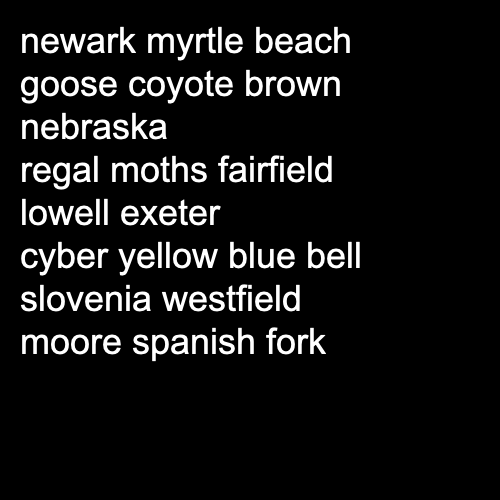 newark myrtle beach
goose coyote brown
nebraska
regal moths fairfield
lowell exeter
cyber yellow blue bell
slovenia westfield
moore spanish fork